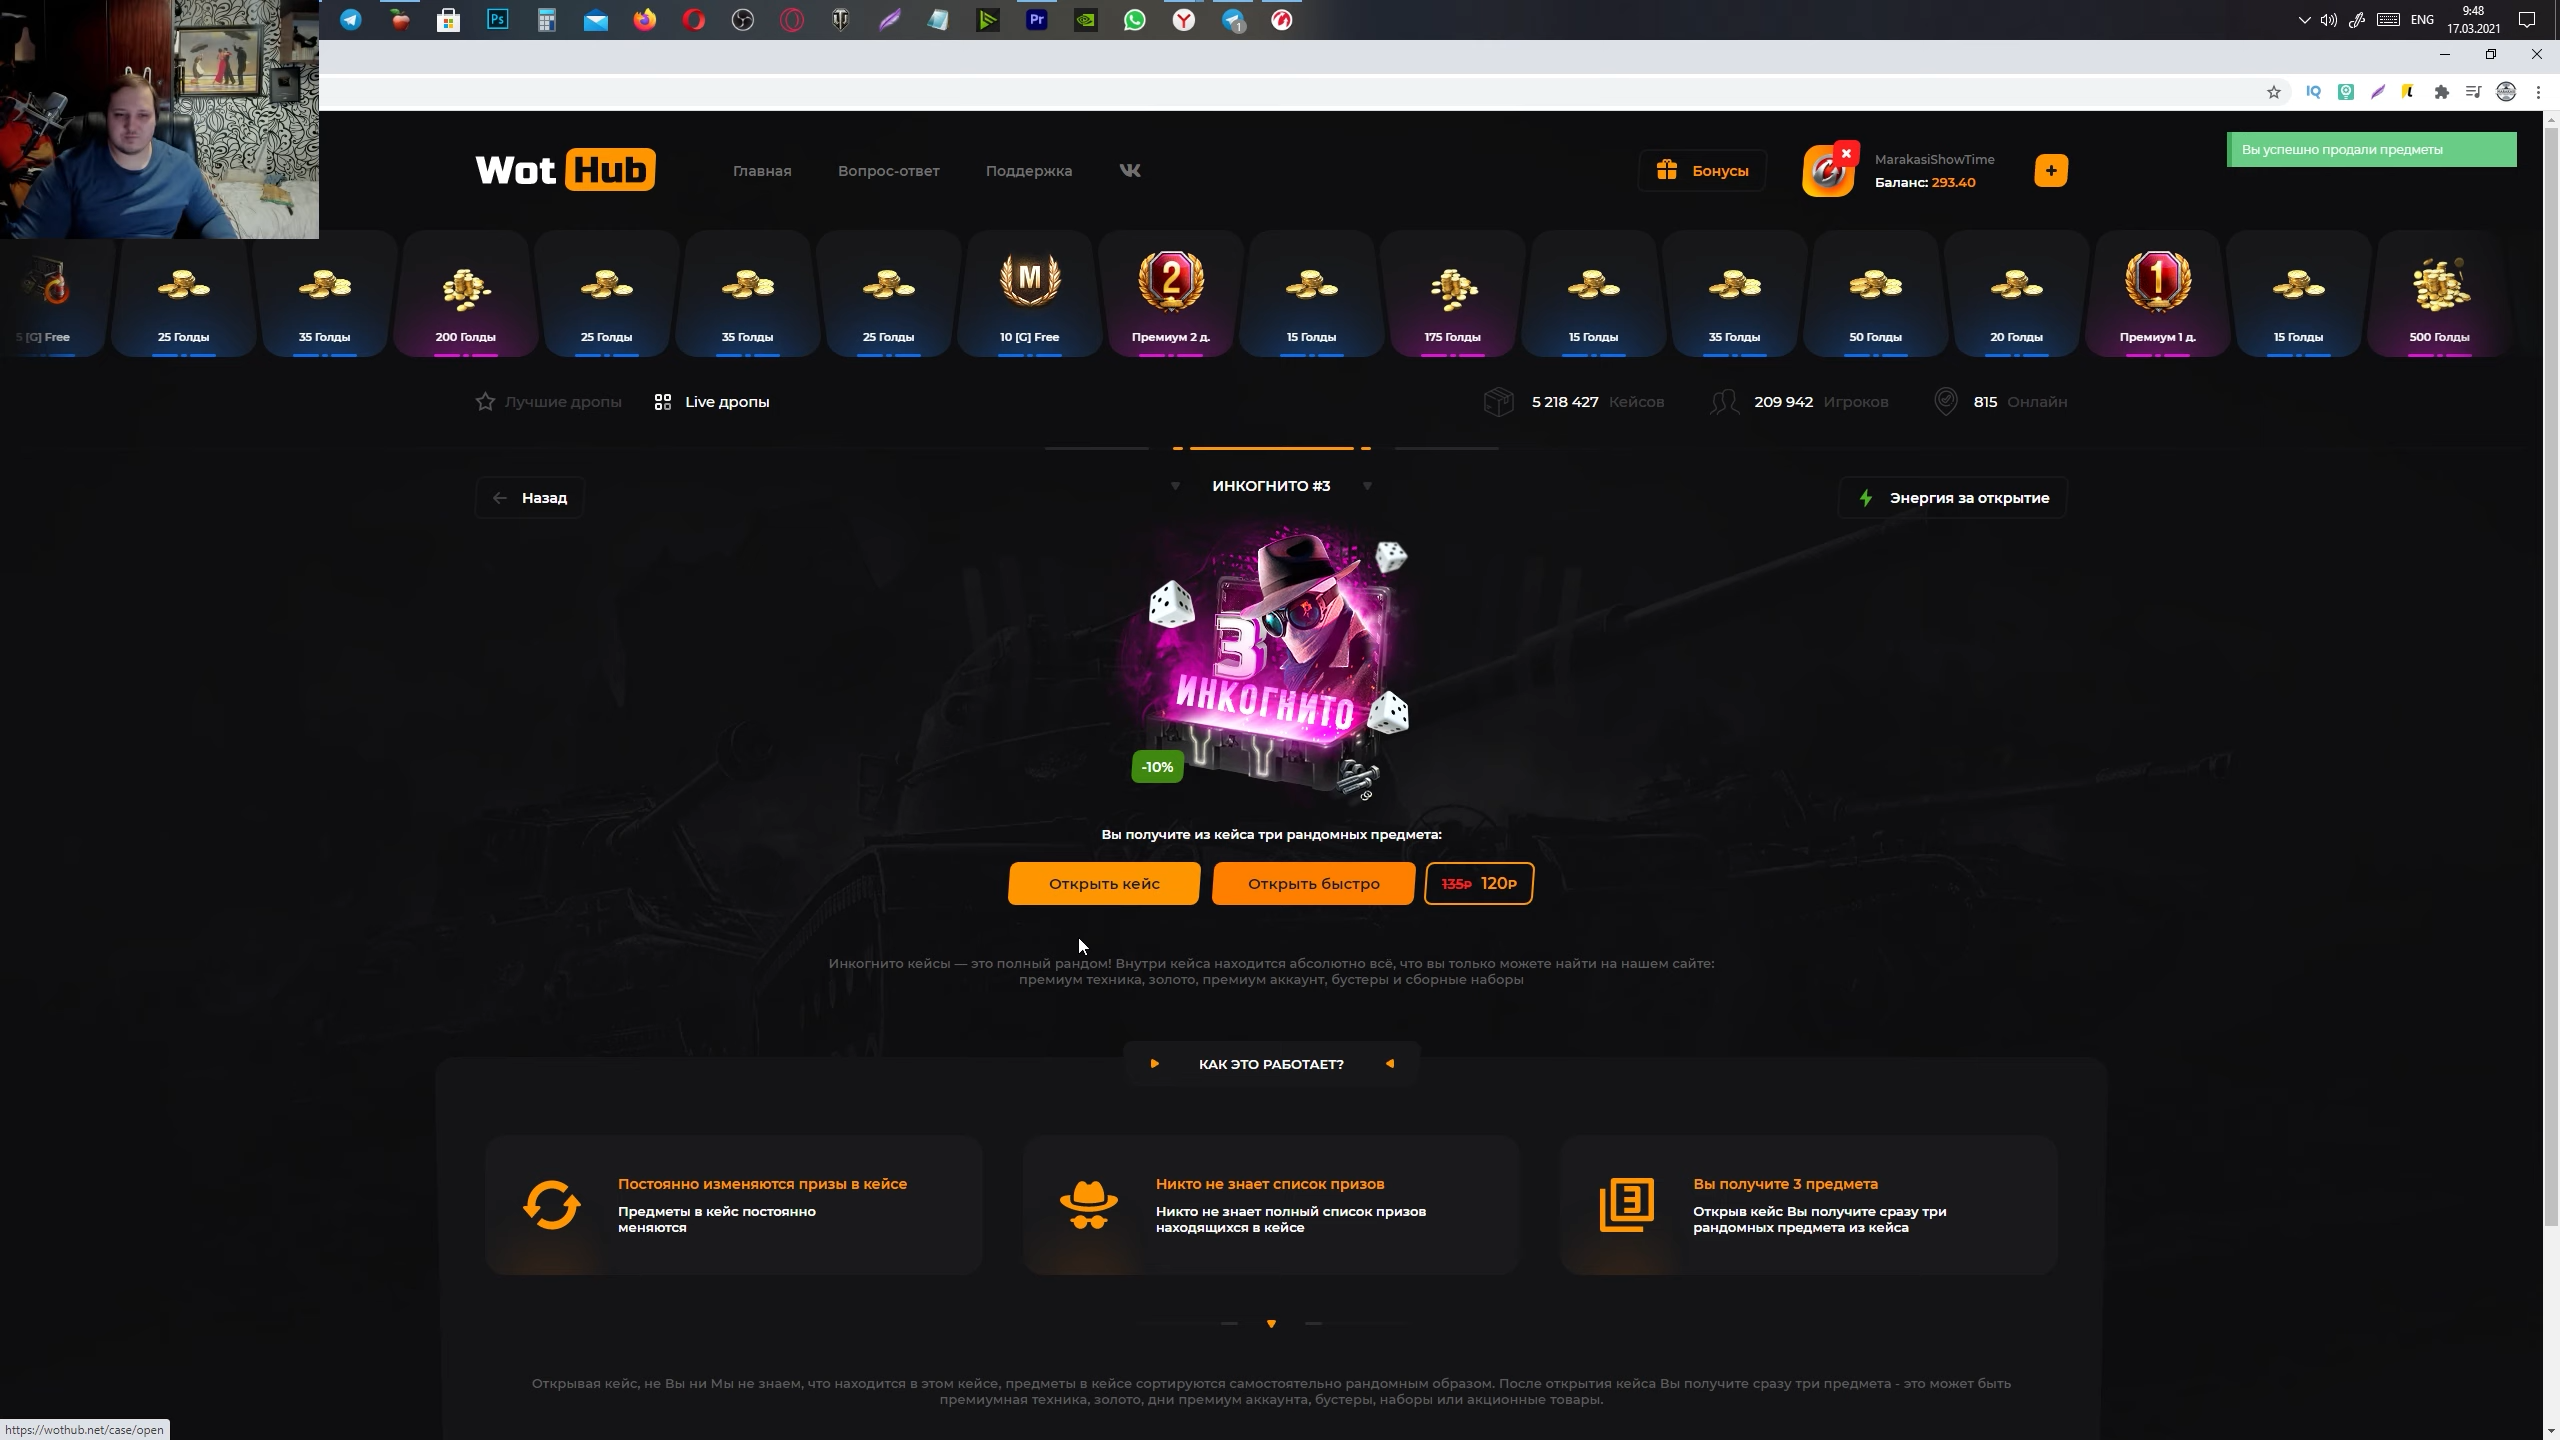 Ps
Pr
1
ENG
9:48
17.03.2021
IQ
Wot Hub
Главная
Вопрос-ответ
Поддержка
Бонусы
MarakasiShowTime
Баланс: 293.40
+
Вы успешно продали предметы
5 [G] Free
25 Голды
35 Голды
200 Голды
25 Голды
35 Голды
25 Голды
M
10 [G] Free
2
Премиум 2 д.
15 Голды
175 Голды
15 Голды
35 Голды
50 Голды
20 Голды
1
Премиум 1 д.
15 Голды
500 Голды
Лучшие дропы
Live дропы
5 218 427 Кейсов
209 942 Игроков
815 Онлайн
Назад
ИНКОГНИТО #3
Энергия за открытие
3
ИНКОГНИТО
-10%
Вы получите из кейса три рандомных предмета:
Открыть кейс
Открыть быстро
135₽ 120₽
Инкогнито кейсы — это полный рандом! Внутри кейса находится абсолютно всё, что вы только можете найти на нашем сайте:
премиум техника, золото, премиум аккаунт, бустеры и сборные наборы
КАК ЭТО РАБОТАЕТ?
Постоянно изменяются призы в кейсе
Предметы в кейс постоянно
меняются
Никто не знает список призов
Никто не знает полный список призов
находящихся в кейсе
3
Вы получите 3 предмета
Открыв кейс Вы получите сразу три
рандомных предмета из кейса
Открывая кейс, не Вы ни Мы не знаем, что находится в этом кейсе, предметы в кейсе сортируются самостоятельно рандомным образом. После открытия кейса Вы получите сразу три предмета - это может быть
премиумная техника, золото, дни премиум аккаунта, бустеры, наборы или акционные товары.
https://wothub.net/case/open